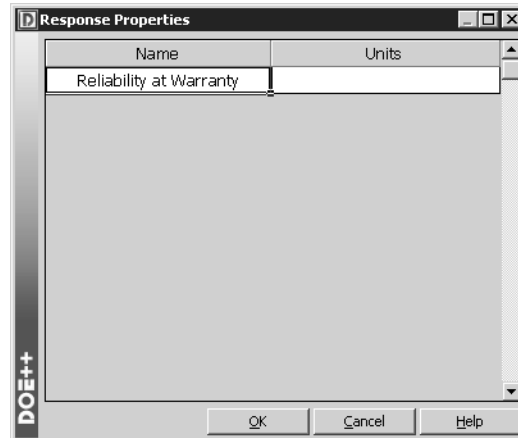 Response Properties
Name Units
Reliability at Warranty
DOE++
OK Cancel Help